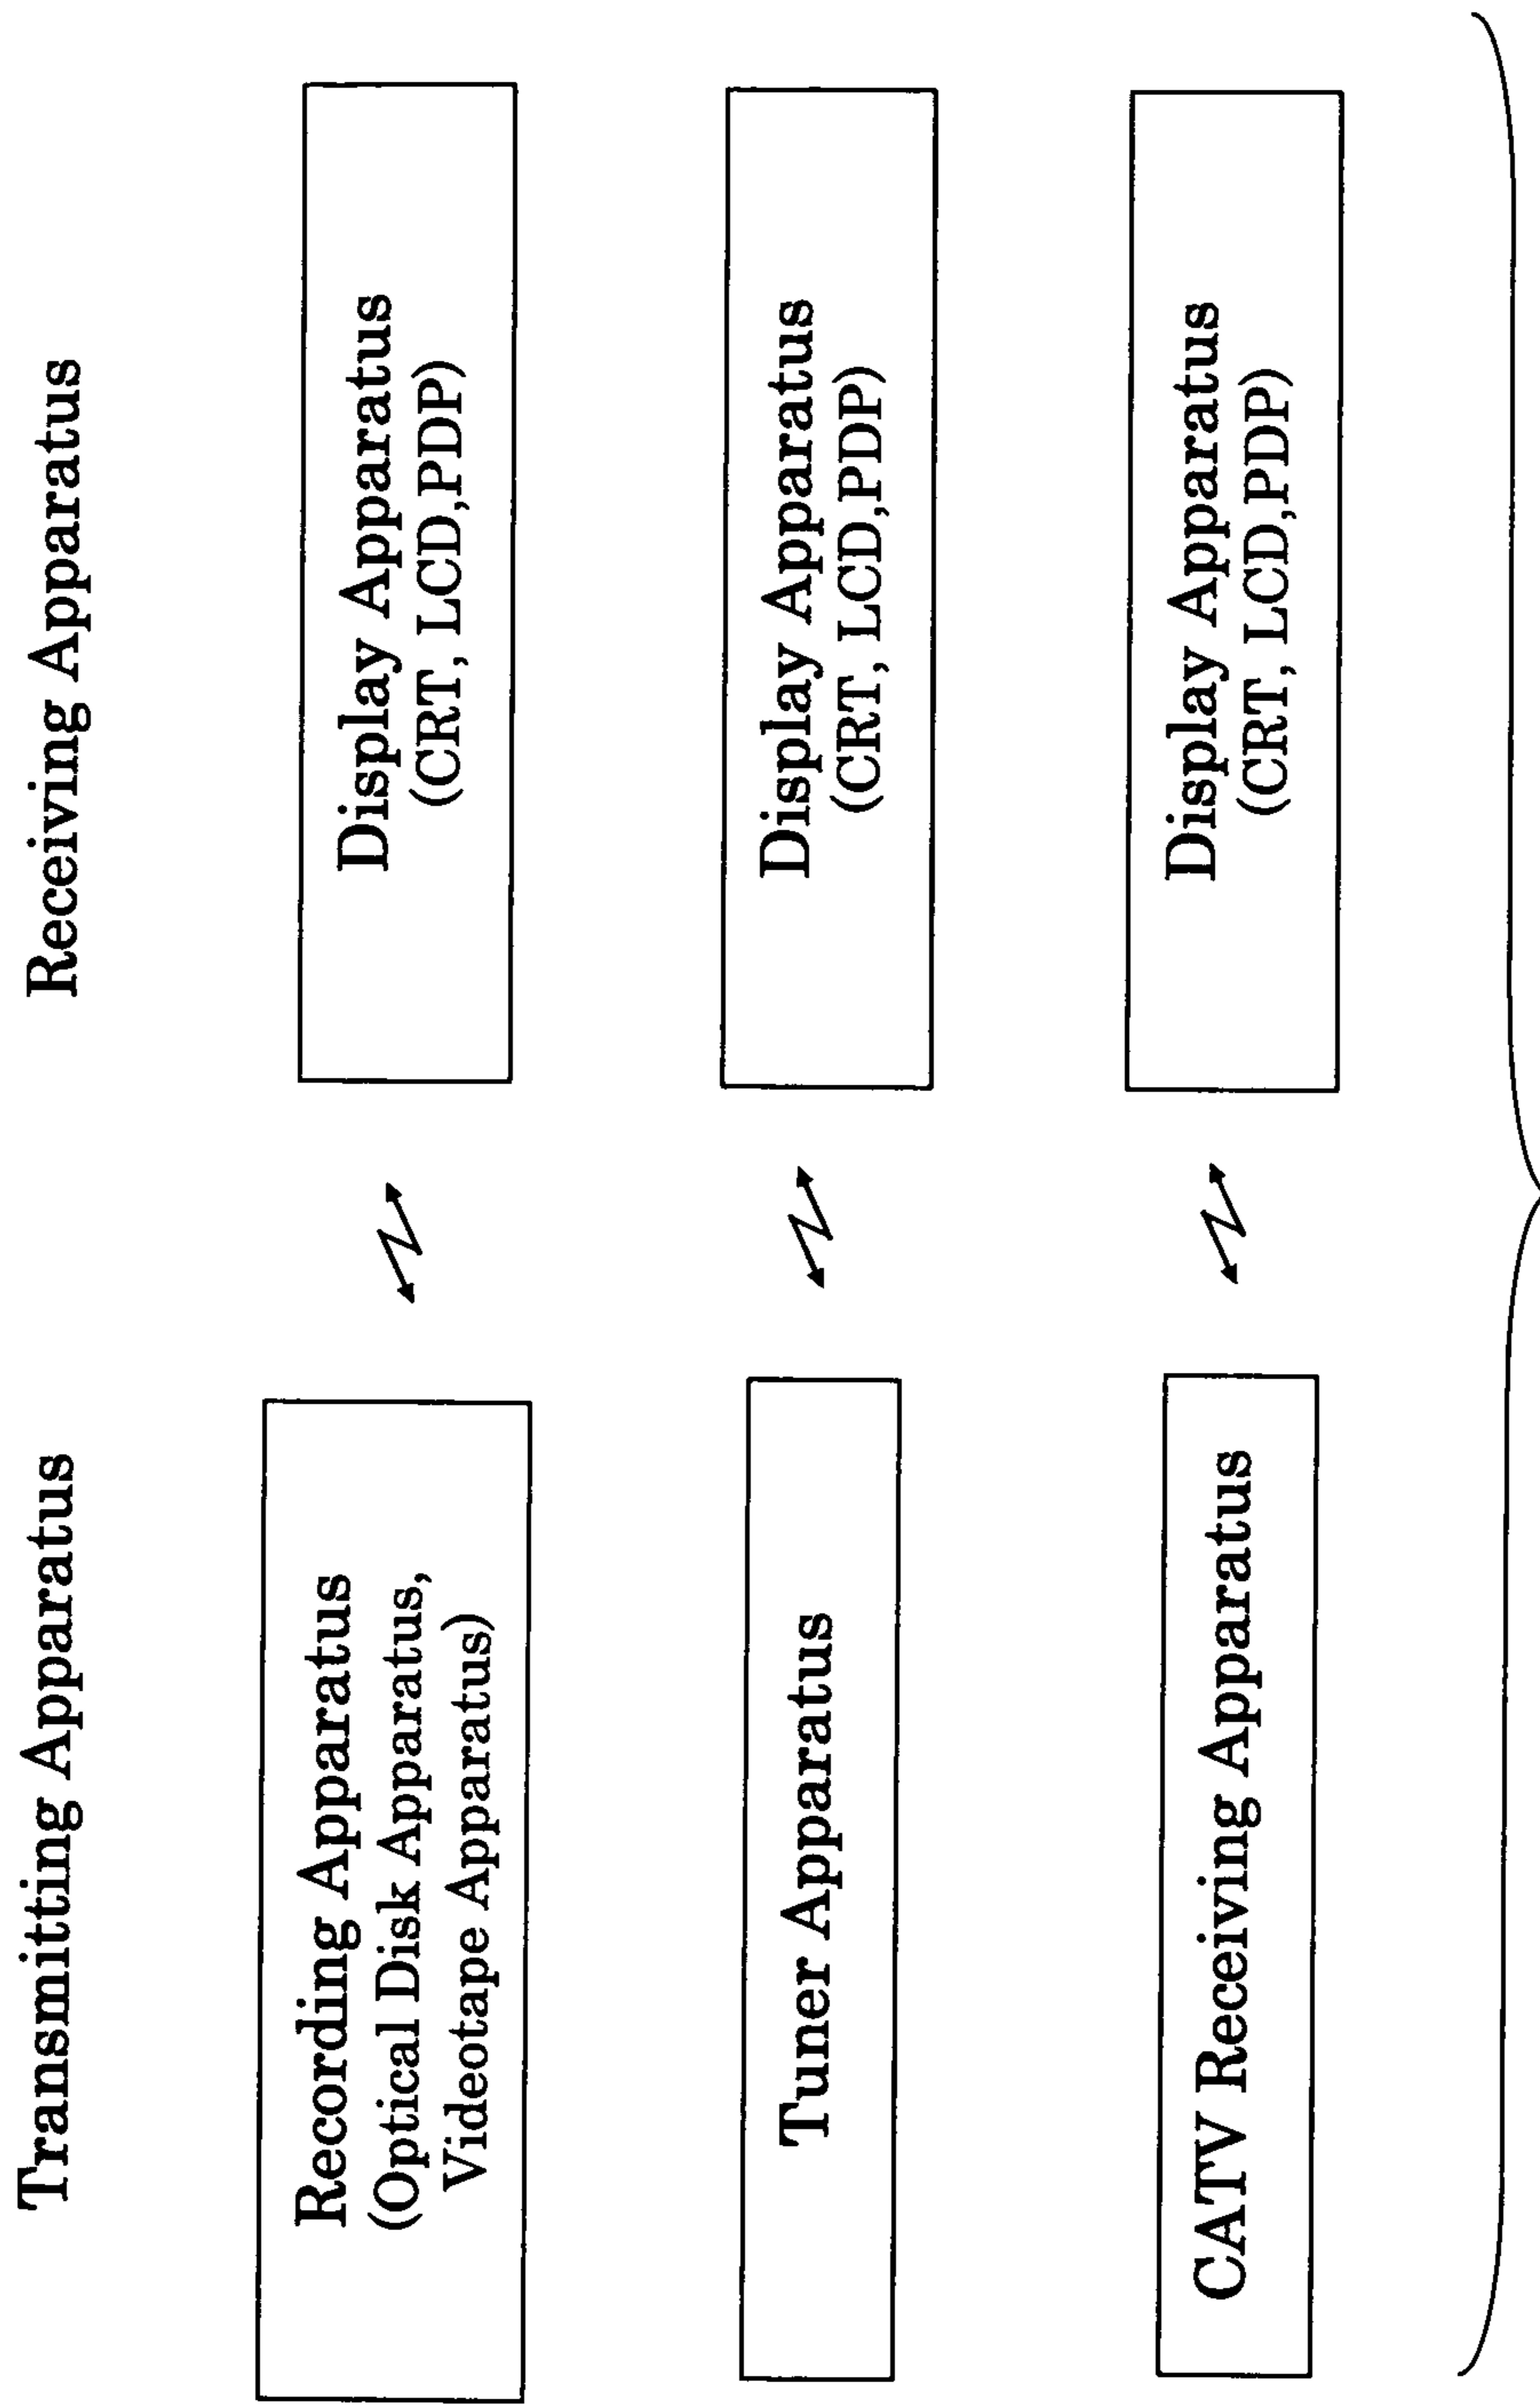 Transmitting Apparatus
Receiving Apparatus
Recording Apparatus
(Optical Disk Apparatus,
Videotape Apparatus)
Display Apparatus
(CRT, LCD,PDP)
Tuner Apparatus
Display Apparatus
(CRT, LCD,PDP)
CATV Receiving Apparatus
Display Apparatus
(CRT, LCD,PDP)